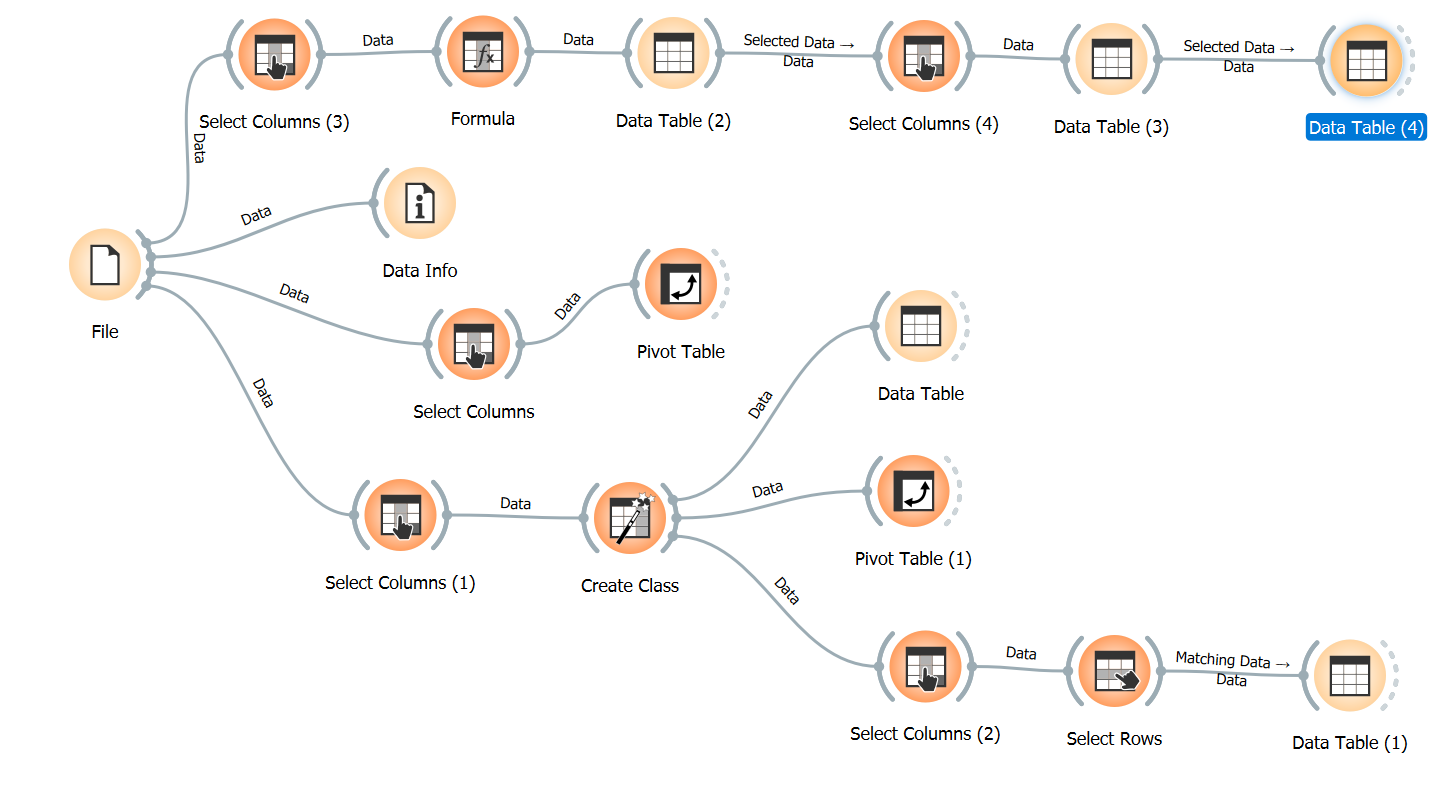 Data
Data
Selected Data →
Data
Data
Selected Data →
Data
Select Columns (3)
Formula
Data Table (2)
Select Columns (4)
Data Table (3)
Data Table (4)
Data
fx
Data
Data Info
File
Data
Data
Pivot Table
Select Columns
Data
Data
Data Table
Data
Data
Pivot Table (1)
Select Columns (1)
Create Class
Data
Data
Matching Data →
Data
Select Columns (2)
Select Rows
Data Table (1)